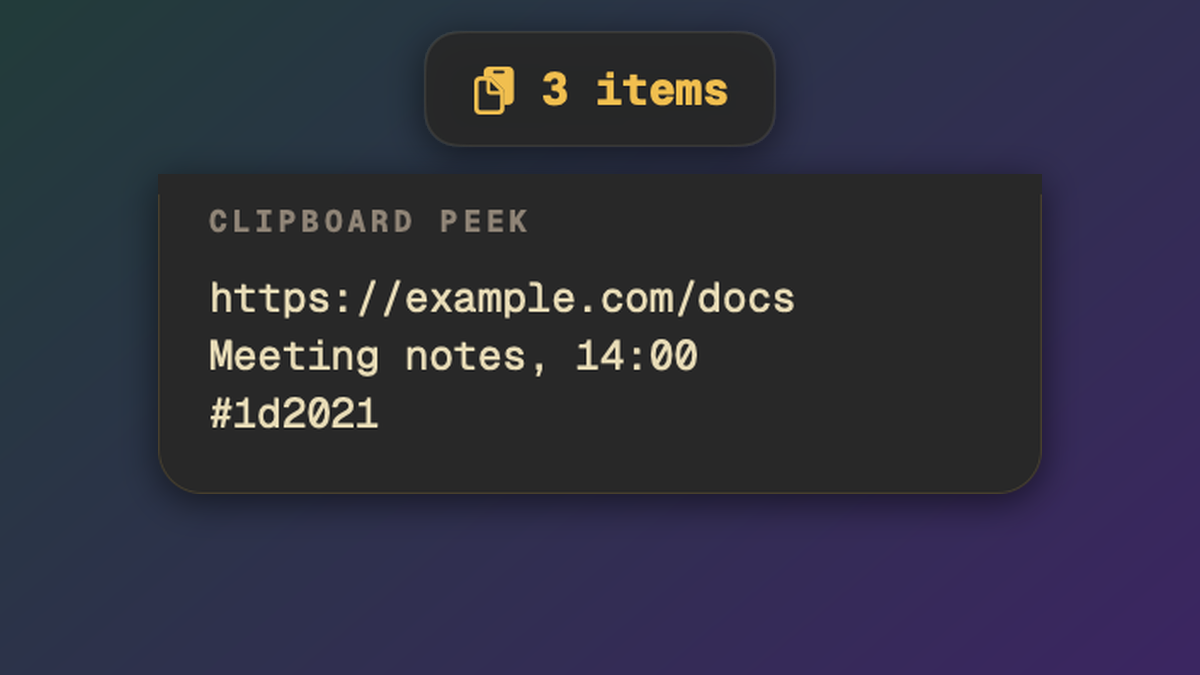 3 items
CLIPBOARD PEEK
https://example.com/docs
Meeting notes, 14:00
#1d2021